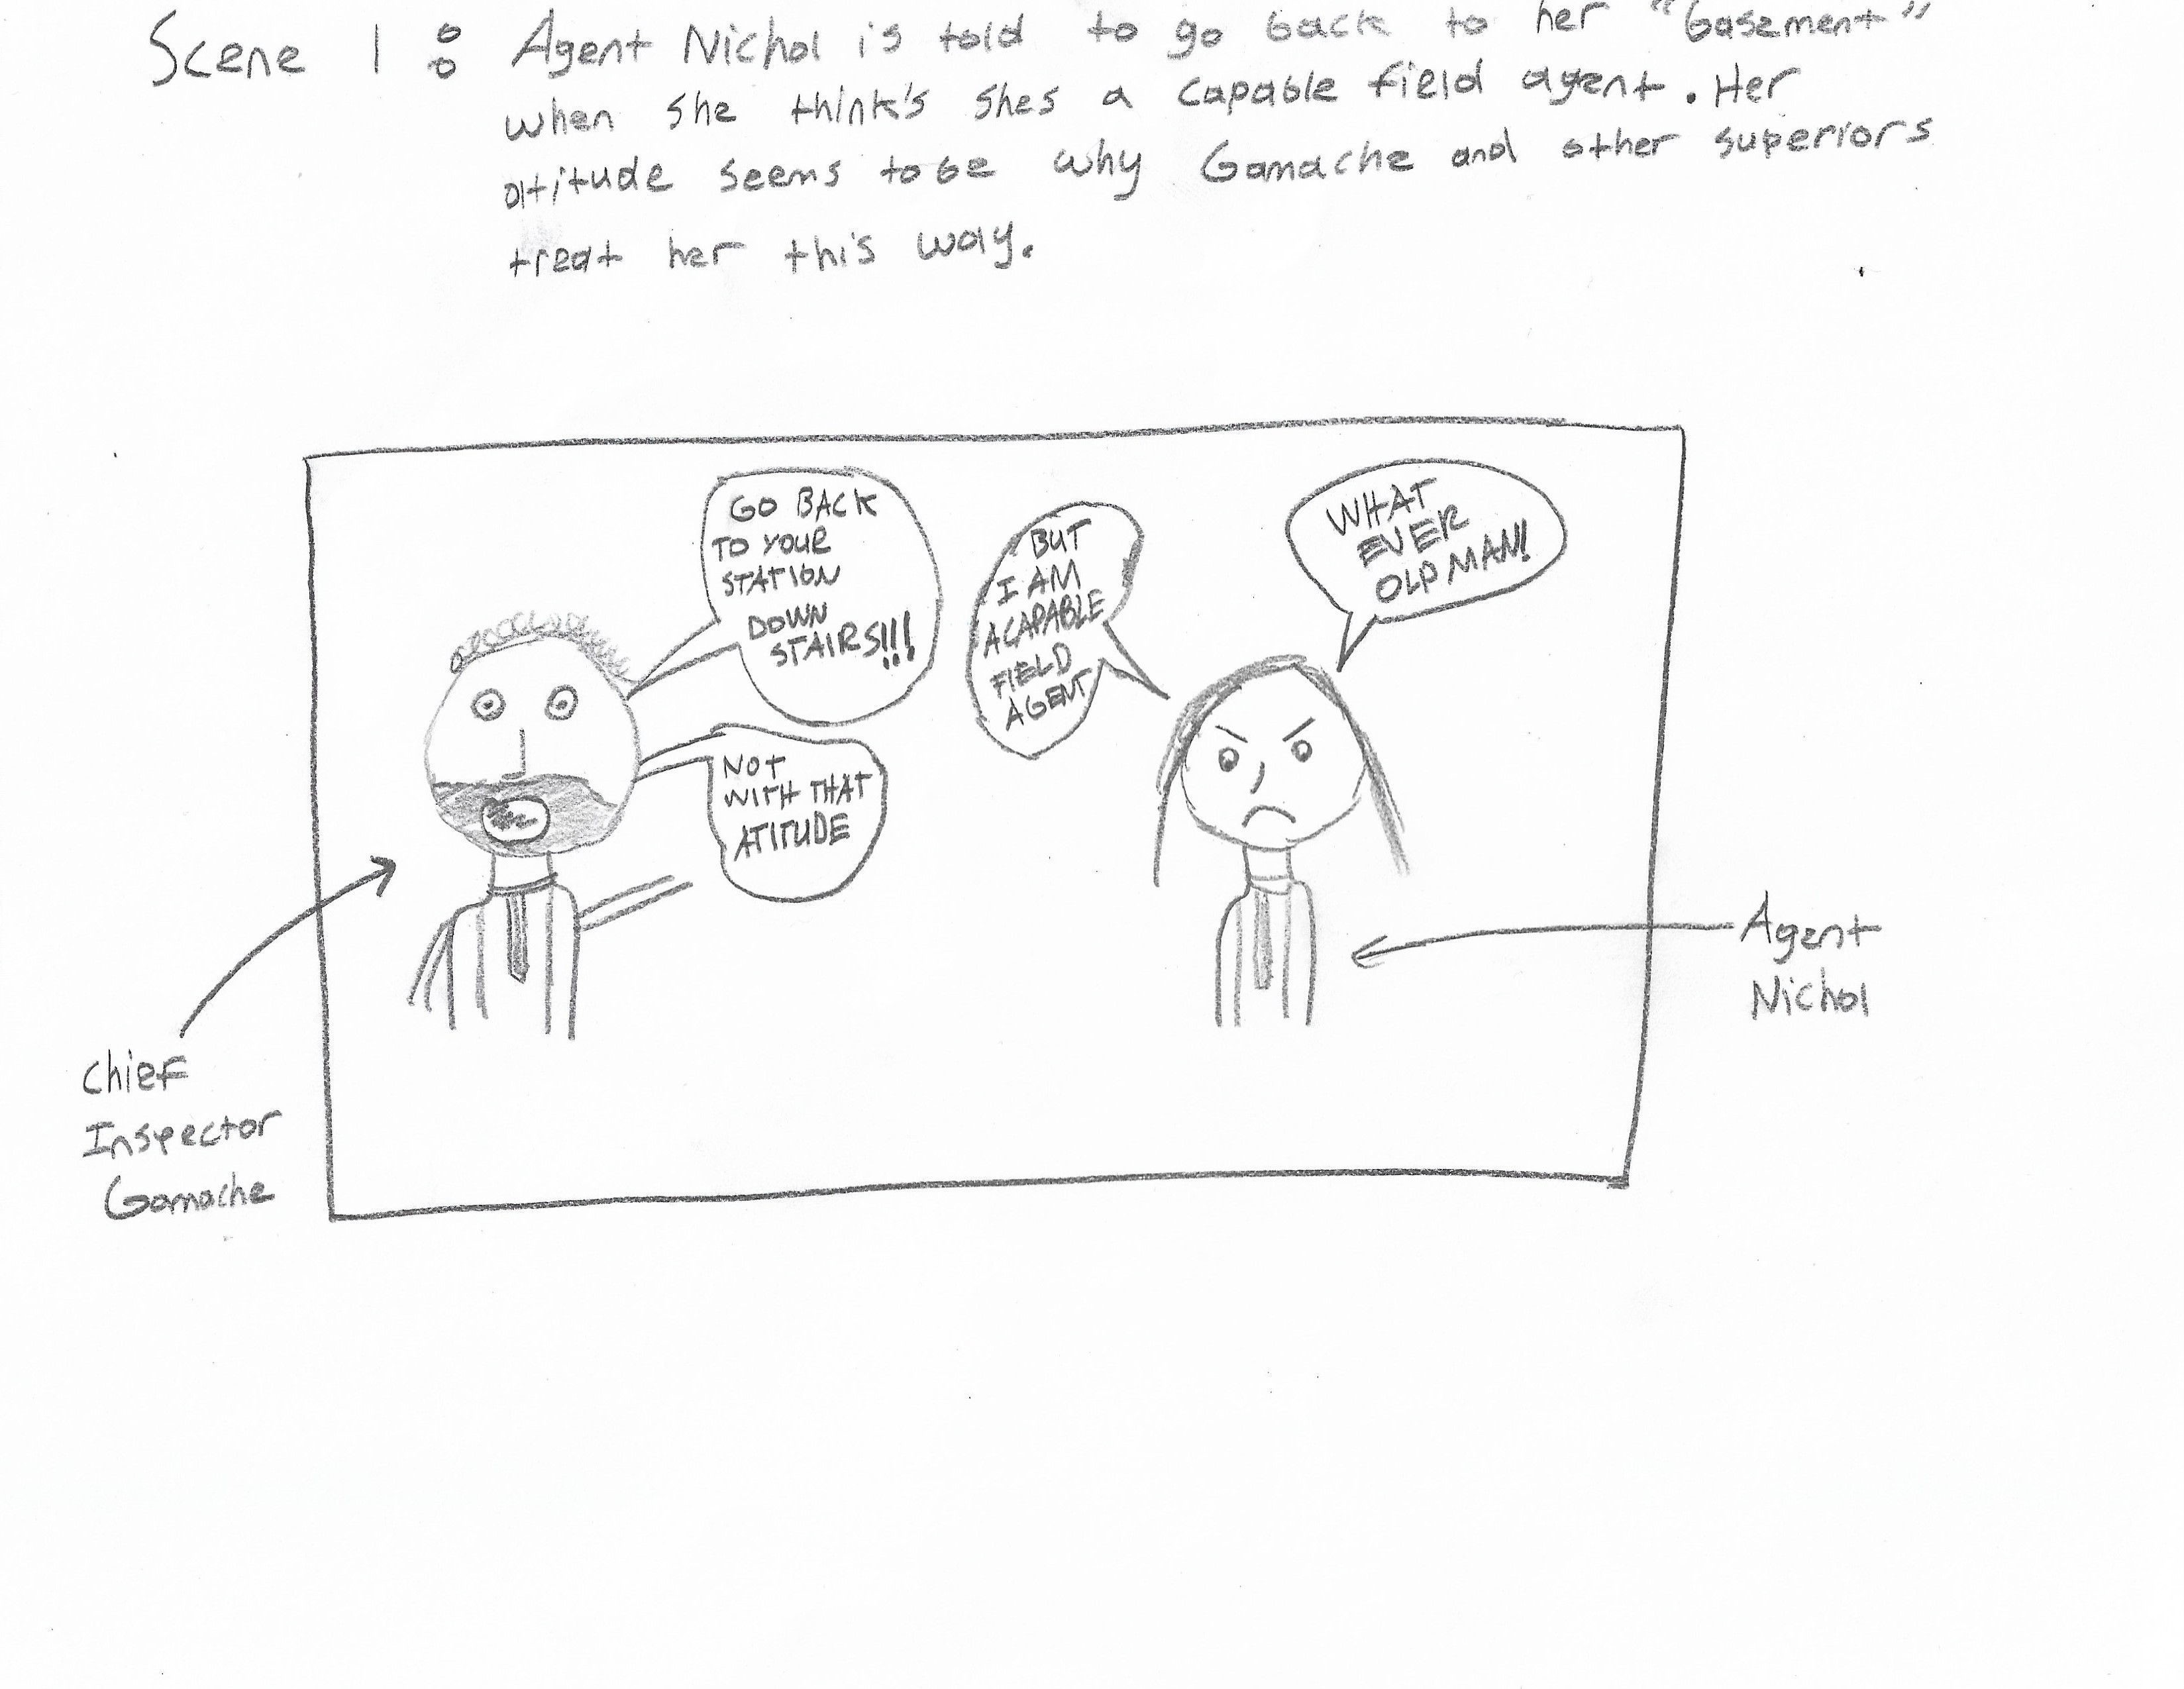 Scene 1: Agent Nichol is told to go back to her "basement"
when she think's shes a capable field agent. Her
attitude seems to be why Gamache and other superiors
treat her this way.
GO BACK
TO YOUR
STATION
DOWN
STAIRS!!!
BUT
I AM
A CAPABLE
FIELD
AGENT
WHAT
EVER
OLD MAN!
NOT
WITH THAT
ATITUDE
Chief
Inspector
Gamache
Agent
Nichol